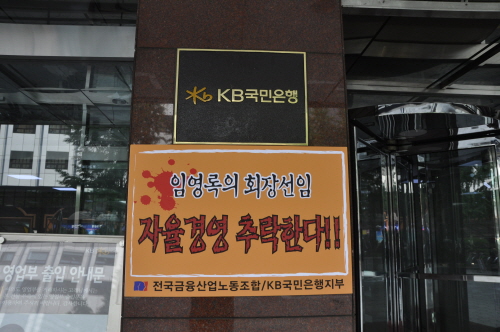 KB국민은행
임영록의 회장선임
자율경영 추락한다!!
전국금융산업노동조합/KB국민은행지부
영업부 출입 안내문